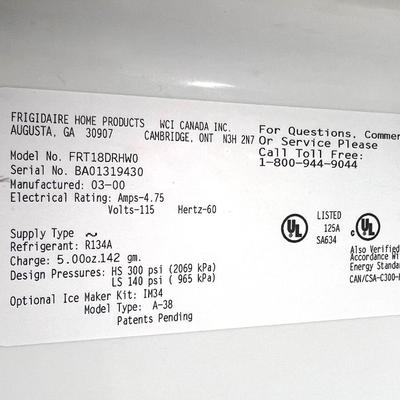 FRIGIDAIRE HOME PRODUCTS WCI CANADA INC.
AUGUSTA, GA 30907 CAMBRIDGE, ONT N3H 2N7
For Questions,
Or Service Please
Call Toll Free:
1-800-944-9044
Model No. FRT18DRHW0
Serial No. BA01319430
Manufactured: 03-00
Electrical Rating: Amps-4.75
Volts-115 Hertz-60
Supply Type ~
Refrigerant: R134A
Charge: 5.00oz.142 gm
Design Pressures: HS 300 psi (2069 kPa)
LS 140 psi ( 965 kPa)
Optional Ice Maker Kit: IM34
Model Type: A-38
Patents Pending
UL LISTED
125A
SA634
c UL
Also Verified
Accordance
Energy
CAN/CSA-C300-